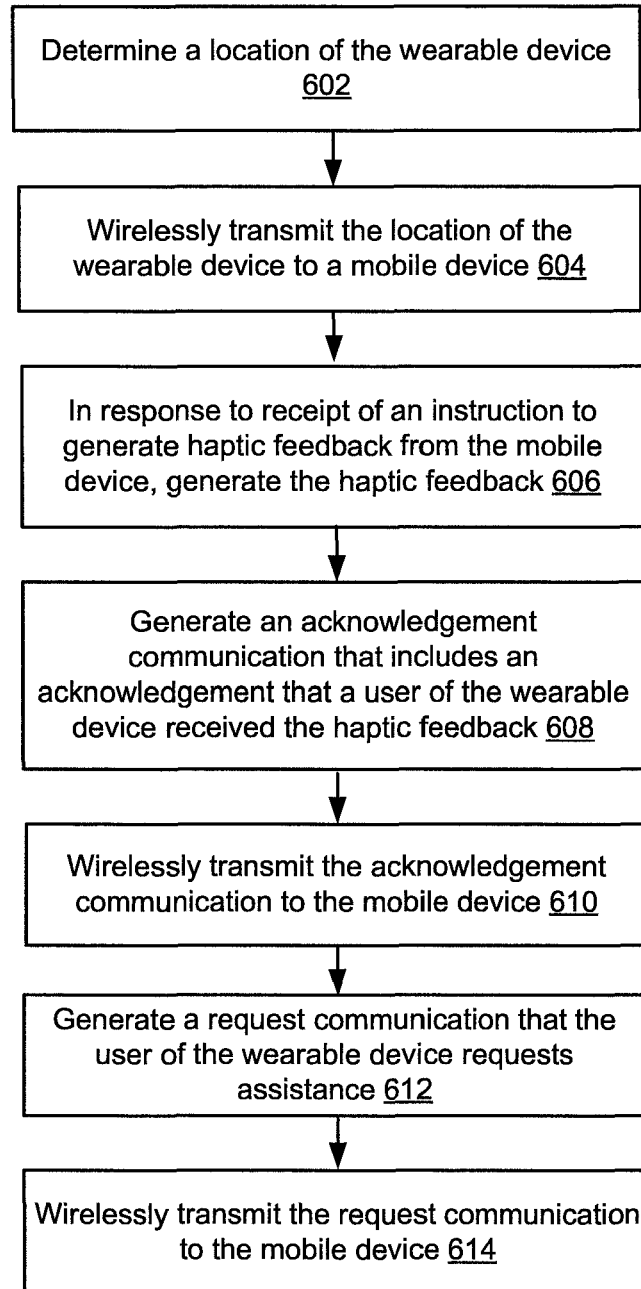 Determine a location of the wearable device
602
Wirelessly transmit the location of the
wearable device to a mobile device 604
In response to receipt of an instruction to
generate haptic feedback from the mobile
device, generate the haptic feedback 606
Generate an acknowledgement
communication that includes an
acknowledgement that a user of the wearable
device received the haptic feedback 608
Wirelessly transmit the acknowledgement
communication to the mobile device 610
Generate a request communication that the
user of the wearable device requests
assistance 612
Wirelessly transmit the request communication
to the mobile device 614